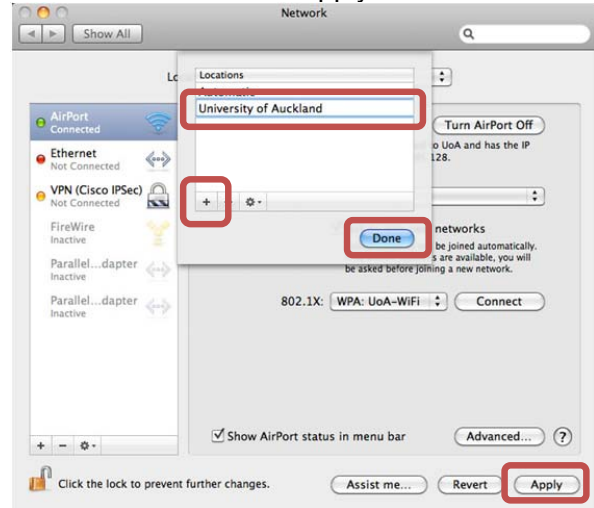 Network
Show All
Lo
Locations
Automatic
University of Auckland
+ - 
Done
AirPort
Connected
Ethernet
Not Connected
VPN (Cisco IPSec)
Not Connected
FireWire
Inactive
Parallel...dapter
Inactive
Parallel...dapter
Inactive
+ -
Turn AirPort Off
o UoA and has the IP
128.
networks
be joined automatically.
s are available, you will
be asked before joining a new network.
802.1X: WPA: UoA-WiFi Connect
Show AirPort status in menu bar Advanced... ?
Click the lock to prevent further changes. Assist me... Revert Apply